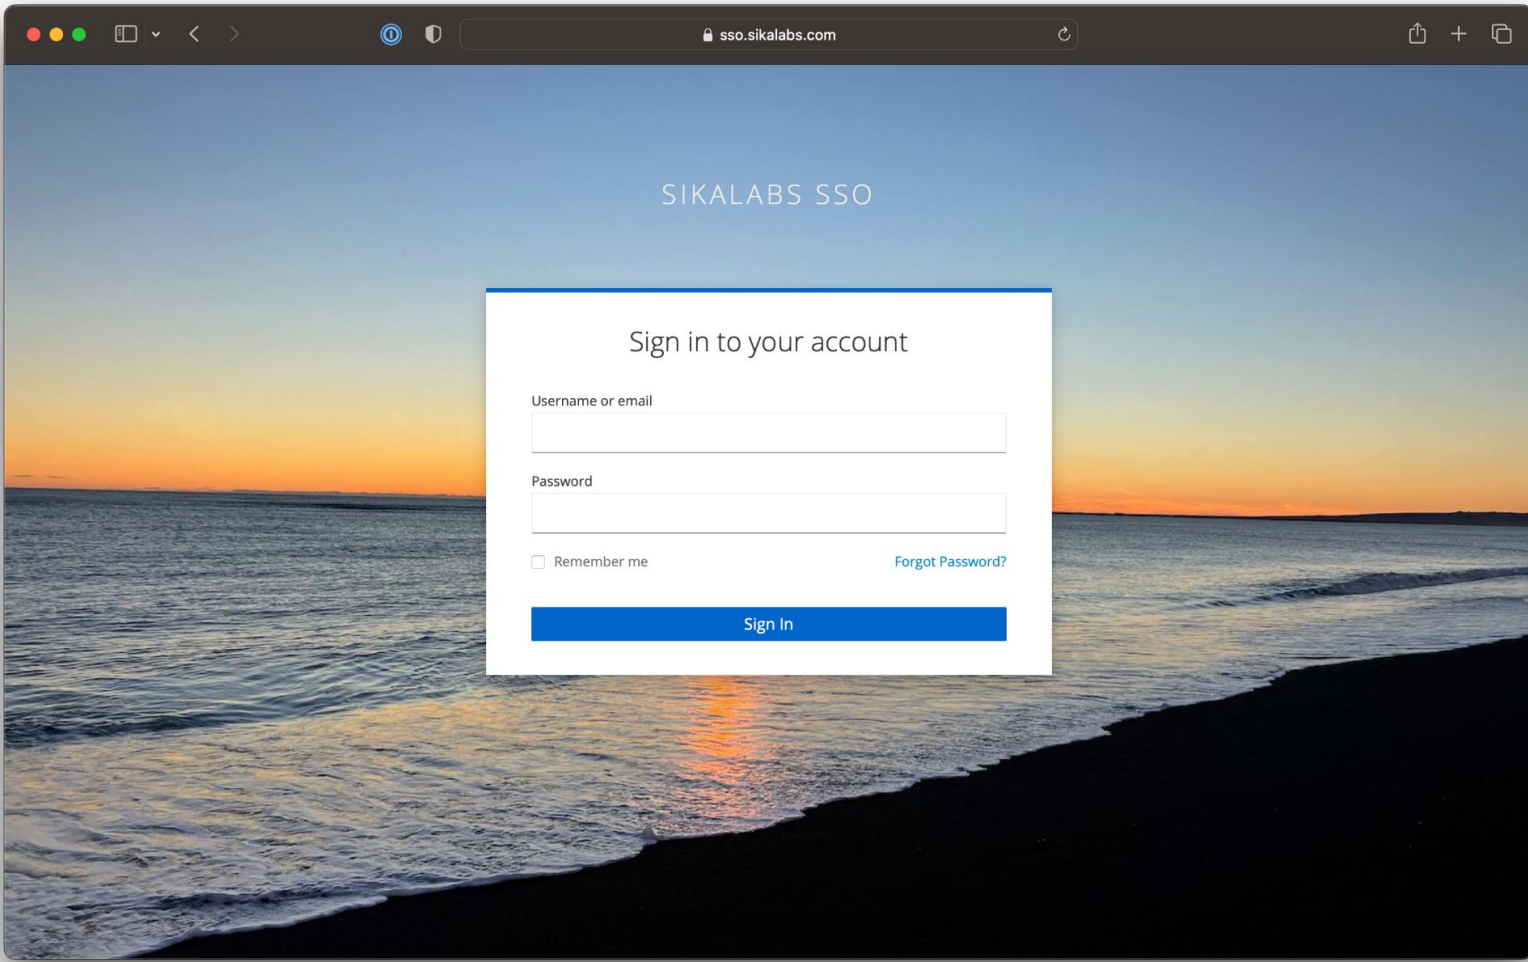 sso.sikalabs.com
SIKALABS SSO
Sign in to your account
Username or email
Password
Remember me
Forgot Password?
Sign In